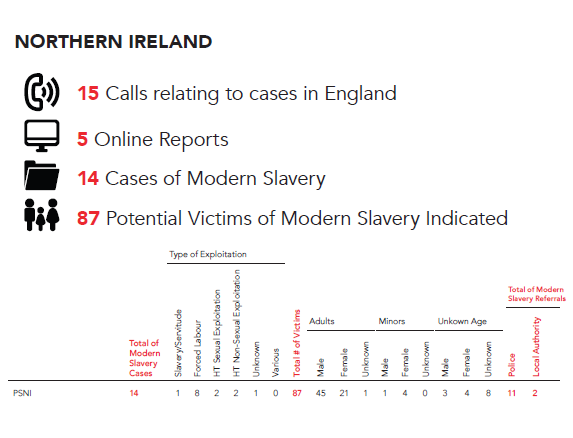 NORTHERN IRELAND
15 Calls relating to cases in England
5 Online Reports
14 Cases of Modern Slavery
87 Potential Victims of Modern Slavery Indicated
Type of Exploitation
Total of Modern
Slavery Referrals
Total of
Modern
Slavery
Cases
Slavery/Servitude
Forced Labour
HT Sexual Exploitation
HT Non-Sexual Exploitation
Unknown
Various
Total # of Victims
Adults
Male
Female
Unknown
Minors
Male
Female
Unknown
Unkown Age
Male
Female
Unknown
Police
Local Authority
PSNI 14 1 8 2 2 1 0 87 45 21 1 1 4 0 3 4 8 11 2